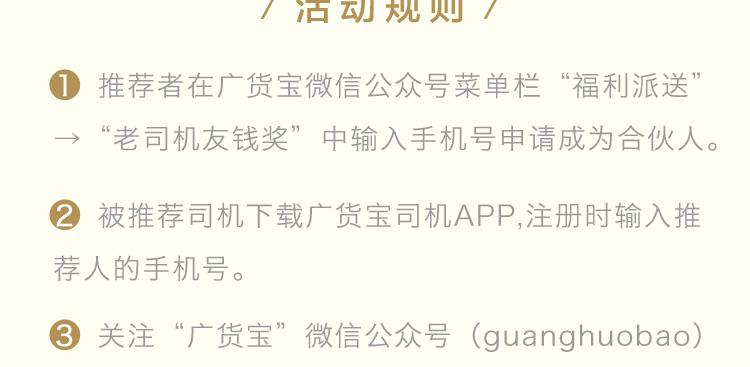 / 活动规则 /
❶ 推荐者在广货宝微信公众号菜单栏“福利派送”
→“老司机友钱奖”中输入手机号申请成为合伙人。
❷ 被推荐司机下载广货宝司机APP,注册时输入推
荐人的手机号。
❸ 关注“广货宝”微信公众号（guanghuobao）